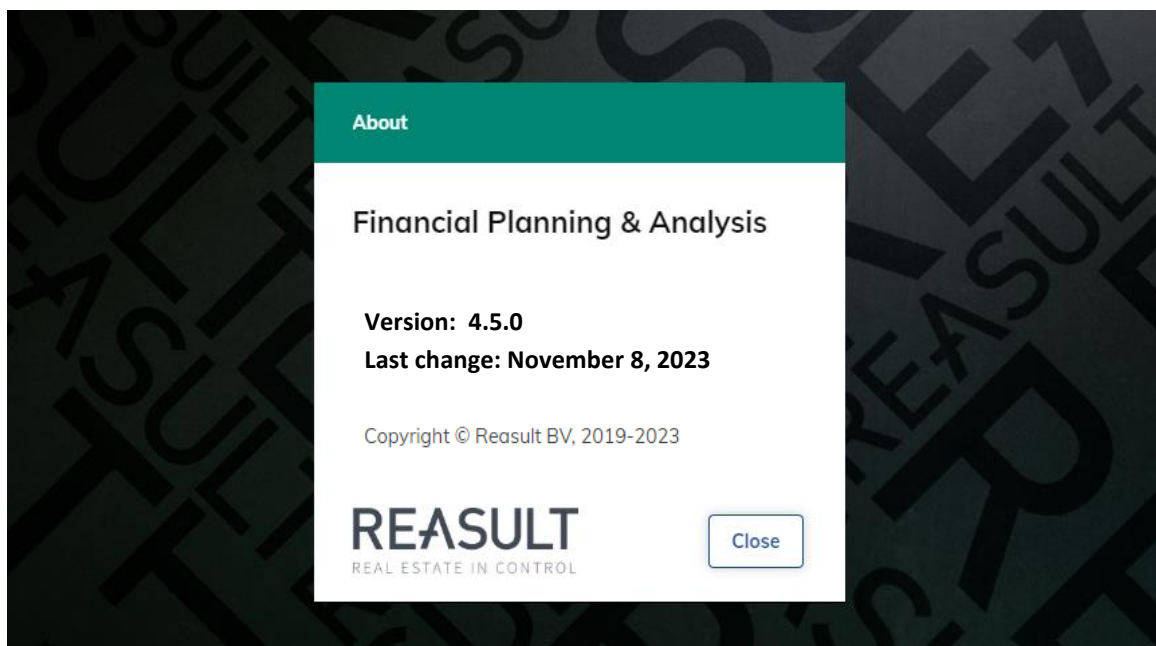 About
Financial Planning & Analysis
Version: 4.5.0
Last change: November 8, 2023
Copyright © Reasult BV, 2019-2023
REASULT
REAL ESTATE IN CONTROL
Close